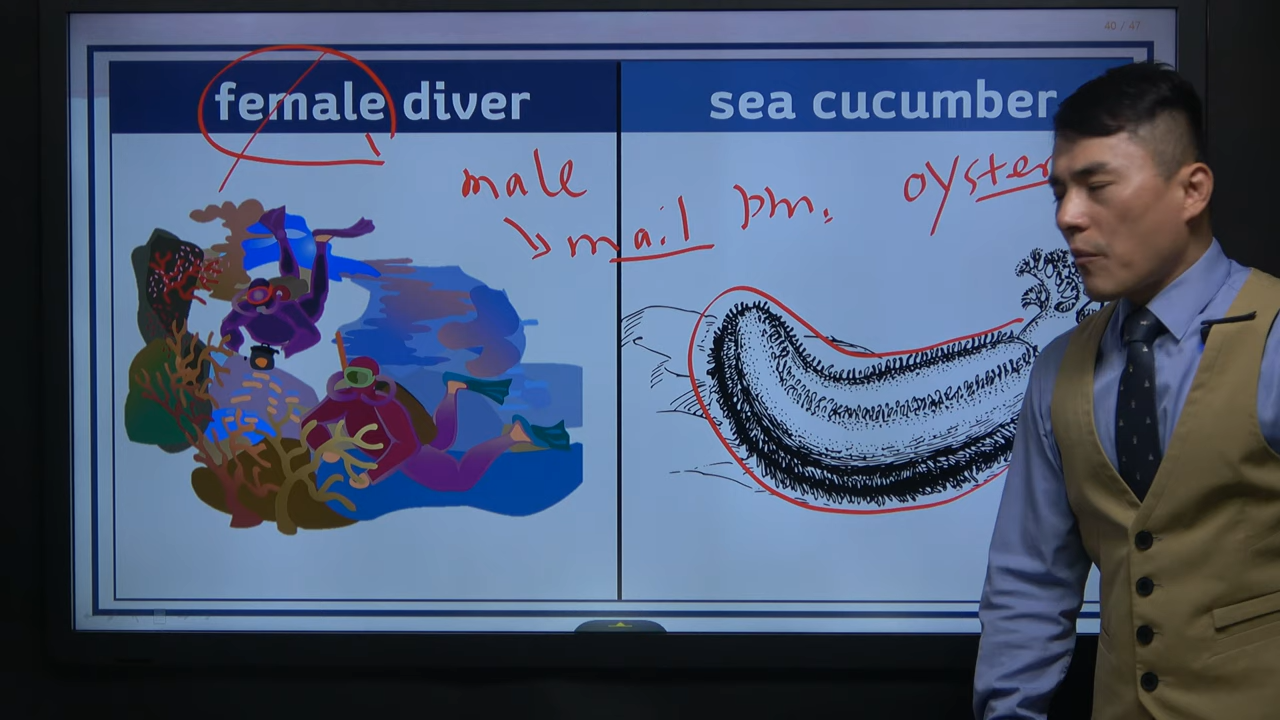 40 / 47
female diver
sea cucumber
male
mail
oyster